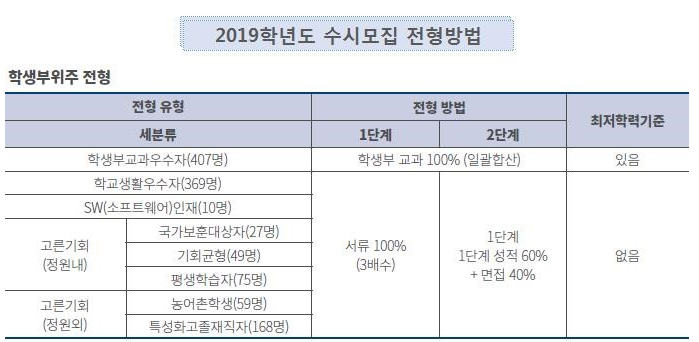 2019학년도 수시모집 전형방법
학생부위주 전형
전형 유형
전형 방법
최저학력기준
세분류
1단계
2단계
학생부교과우수자(407명)
학생부 교과 100% (일괄합산)
있음
학교생활우수자(369명)
SW(소프트웨어)인재(10명)
고른기회
(정원내)
국가보훈대상자(27명)
기회균형(49명)
평생학습자(75명)
고른기회
(정원외)
농어촌학생(59명)
특성화고졸재직자(168명)
서류 100%
(3배수)
1단계
1단계 성적 60%
+ 면접 40%
없음